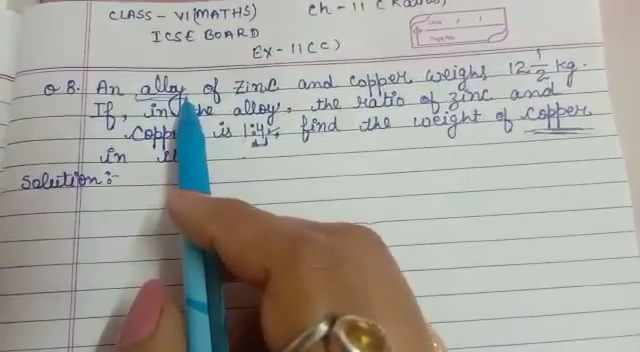 CLASS - VI (MATHS) Ch - 11 (
ICSE BOARD
EX - 11 (C)
Q 8. An alloy of zinc and copper weighs 12 1/2 kg.
If, in the alloy, the ratio of zinc and
copp is 1:4, find the weight of copper
in
Solution :-